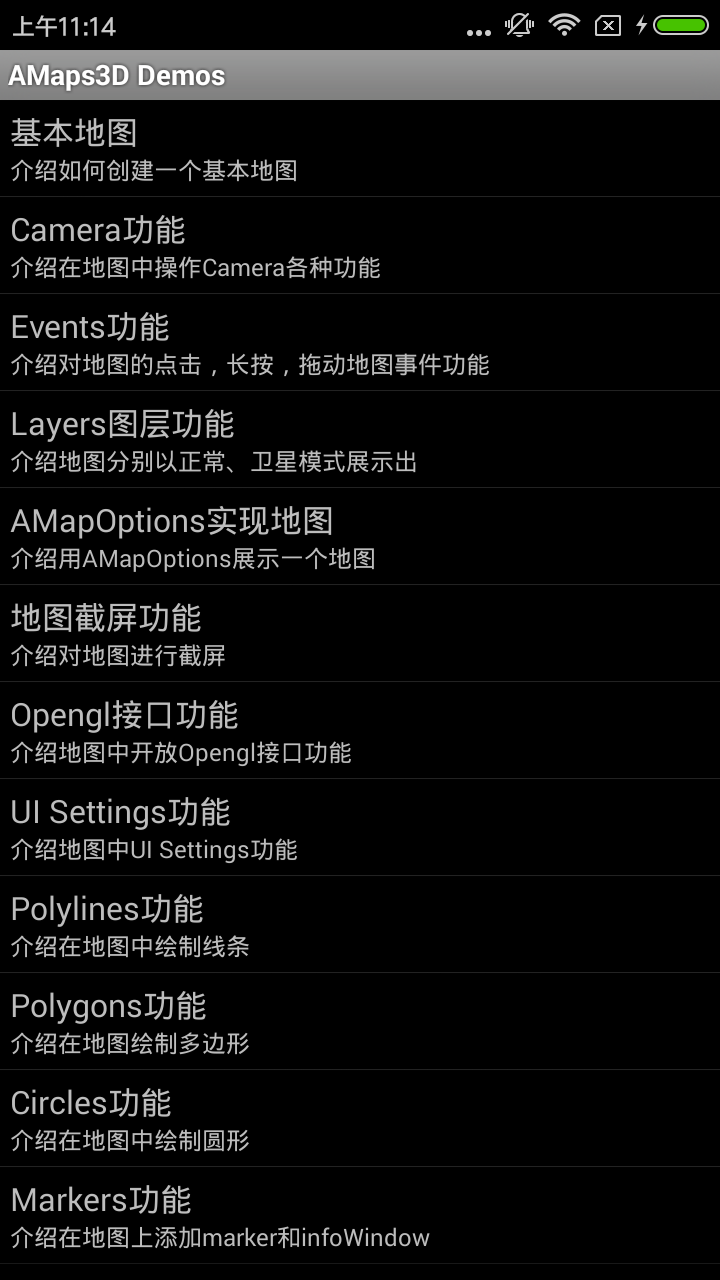 上午11:14
AMaps3D Demos
基本地图
介绍如何创建一个基本地图
Camera功能
介绍在地图中操作Camera各种功能
Events功能
介绍对地图的点击，长按，拖动地图事件功能
Layers图层功能
介绍地图分别以正常、卫星模式展示出
AMapOptions实现地图
介绍用AMapOptions展示一个地图
地图截屏功能
介绍对地图进行截屏
Opengl接口功能
介绍地图中开放Opengl接口功能
UI Settings功能
介绍地图中UI Settings功能
Polylines功能
介绍在地图中绘制线条
Polygons功能
介绍在地图绘制多边形
Circles功能
介绍在地图中绘制圆形
Markers功能
介绍在地图上添加marker和infoWindow